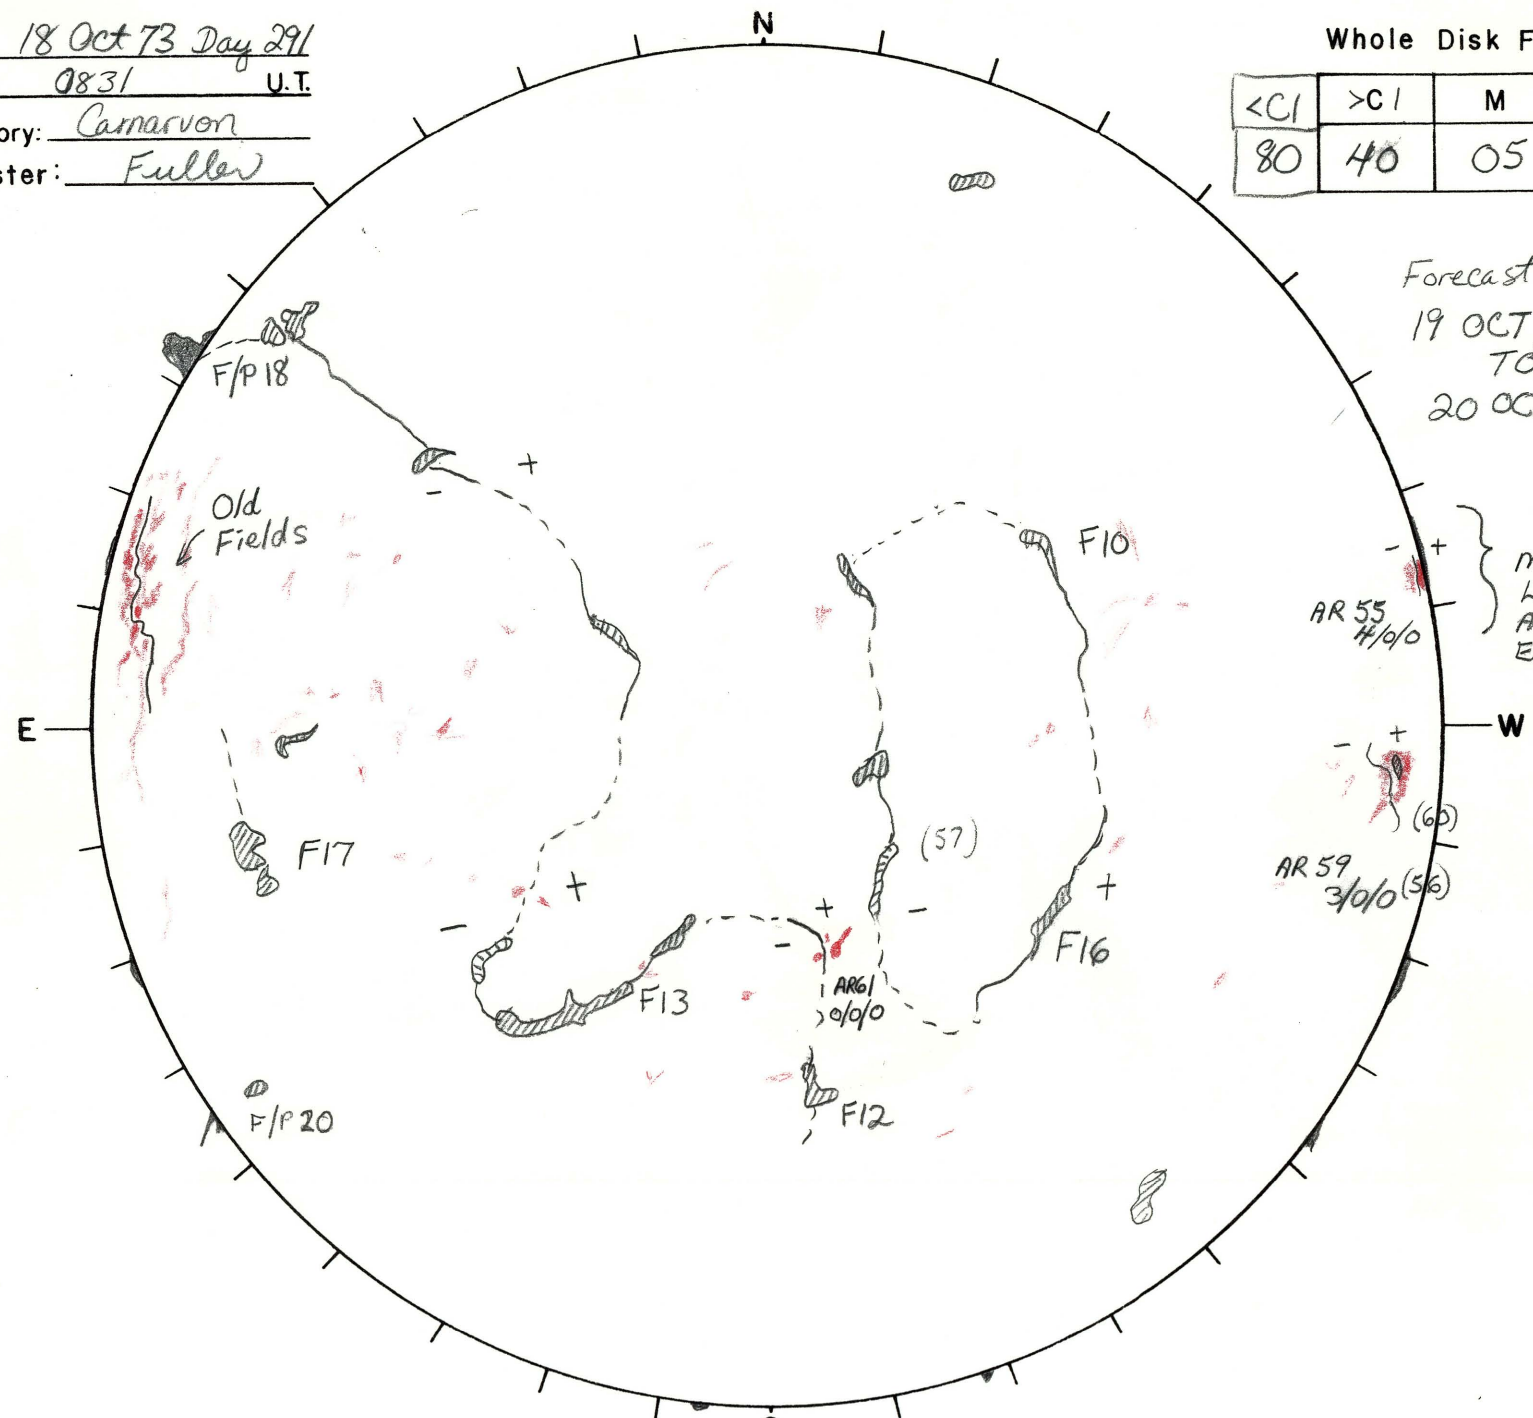 18 Oct 73 Day 291
0831 U.T.
ory: Carnarvon
ster: Fuller
N
Whole Disk F
<C1 >C1 M
80 40 05
Forecast
19 OCT
TO
20 OC
F/P 18
+
-
Old
Fields
F10
- +
AR 55
4/0/0
M
L
A
E
E
W
- +
(60)
AR 59
3/0/0 (56)
F17
(57)
+
-
+
-
-
+
F16
F13
AR61
0/0/0
F12
F/P 20